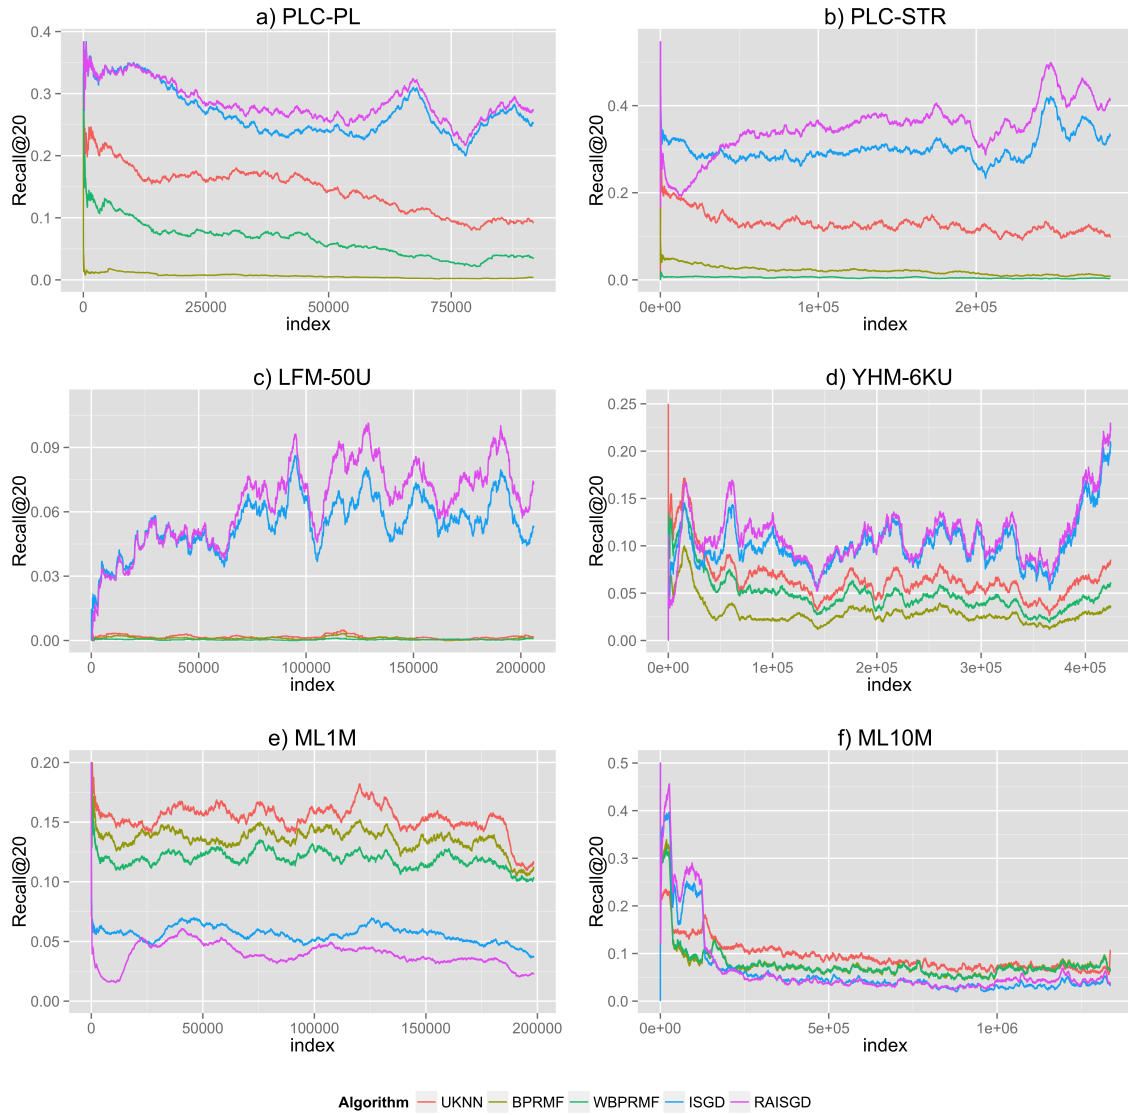 a) PLC-PL
b) PLC-STR
0.4
0.3
0.2
0.1
0.0
Recall@20
0
25000
50000
75000
index
0.4
0.2
0.0
Recall@20
0e+00
1e+05
2e+05
index
c) LFM-50U
d) YHM-6KU
0.09
0.06
0.03
0.00
Recall@20
0
50000
100000
150000
200000
index
0.25
0.20
0.15
0.10
0.05
0.00
Recall@20
0e+00
1e+05
2e+05
3e+05
4e+05
index
e) ML1M
f) ML10M
0.20
0.15
0.10
0.05
0.00
Recall@20
0
50000
100000
150000
200000
index
0.5
0.4
0.3
0.2
0.1
0.0
Recall@20
0e+00
5e+05
1e+06
index
Algorithm UKNN BPRMF WBPRMF ISGD RAISGD